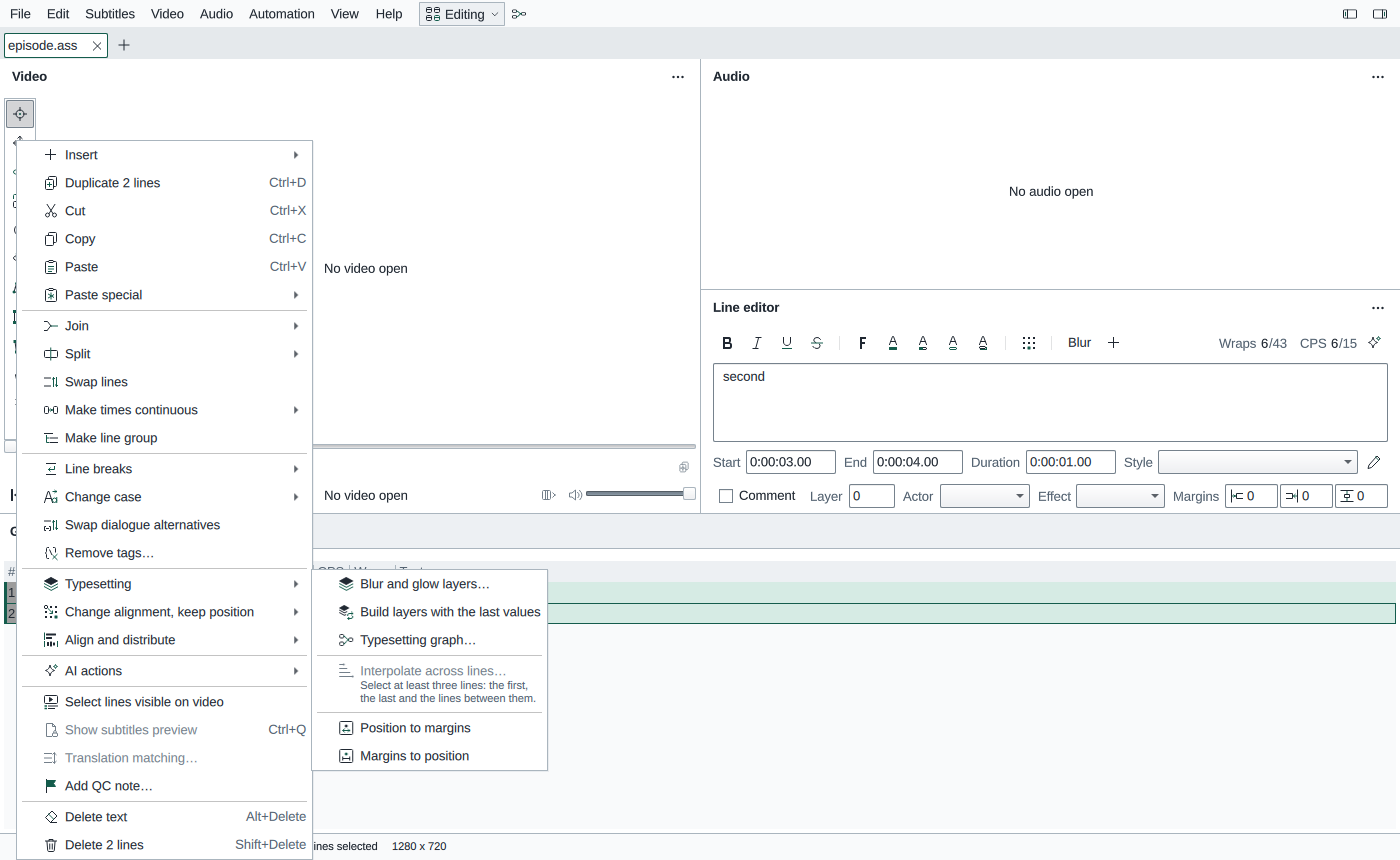 File Edit Subtitles Video Audio Automation View Help Editing
episode.ass
Video
Audio
Insert
Duplicate 2 lines Ctrl+D
Cut Ctrl+X
Copy Ctrl+C
Paste Ctrl+V
Paste special
Join
Split
Swap lines
Make times continuous
Make line group
Line breaks
Change case
Swap dialogue alternatives
Remove tags…
Typesetting
Change alignment, keep position
Align and distribute
AI actions
Select lines visible on video
Show subtitles preview Ctrl+Q
Translation matching…
Add QC note…
Delete text Alt+Delete
Delete 2 lines Shift+Delete
No video open
No video open
No audio open
Line editor
B I U S F A A A A Blur Wraps 6/43 CPS 6/15
second
Start 0:00:03.00 End 0:00:04.00 Duration 0:00:01.00 Style
Comment Layer 0 Actor Effect Margins 0 0 0
#
1
2
Blur and glow layers…
Build layers with the last values
Typesetting graph…
Interpolate across lines…
Select at least three lines: the first,
the last and the lines between them.
Position to margins
Margins to position
selected 1280 x 720